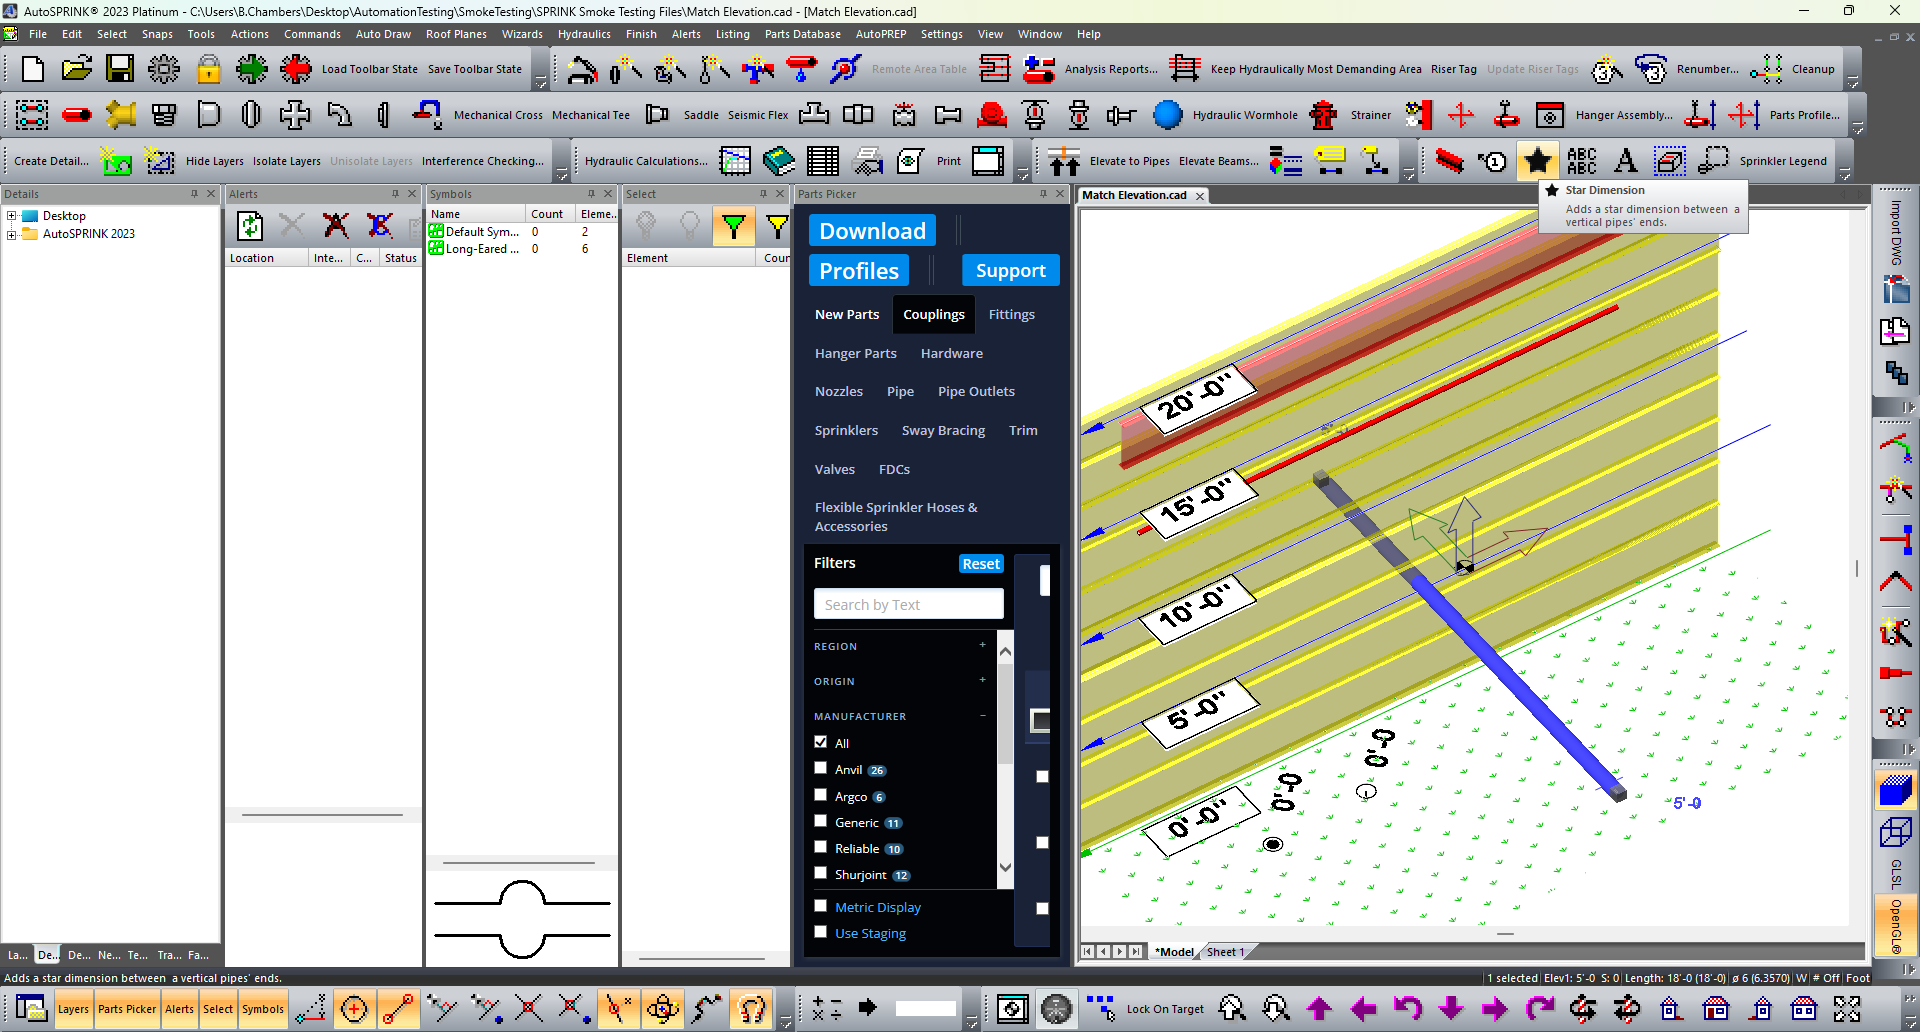 AutoSPRINK® 2023 Platinum - C:\Users\B.Chambers\Desktop\AutomationTesting\SmokeTesting\SPRINK Smoke Testing Files\Match Elevation.cad - [Match Elevation.cad]
File Edit Select Snaps Tools Actions Commands Auto Draw Roof Planes Wizards Hydraulics Finish Alerts Listing Parts Database AutoPREP Settings View Window Help
Load Toolbar State Save Toolbar State Remote Area Table Analysis Reports... Keep Hydraulically Most Demanding Area Riser Tag Update Riser Tags Renumber... Cleanup
Mechanical Cross Mechanical Tee Saddle Seismic Flex Hydraulic Wormhole Strainer Hanger Assembly... Parts Profile...
Create Detail... Hide Layers Isolate Layers Unisolate Layers Interference Checking... Hydraulic Calculations... Print Elevate to Pipes Elevate Beams... ABC ABC A Sprinkler Legend
Star Dimension
Adds a star dimension between a
vertical pipes' ends.
Details
Desktop
AutoSPRINK 2023
La... De... De... Ne... Te... Tra... Fa...
Alerts
Location Inte... C... Status
Symbols
Name Count Eleme...
Default Sym... 0 2
Long-Eared ... 0 6
Select
Element Coun
Parts Picker
Download
Profiles Support
New Parts Couplings Fittings
Hanger Parts Hardware
Nozzles Pipe Pipe Outlets
Sprinklers Sway Bracing Trim
Valves FDCs
Flexible Sprinkler Hoses &
Accessories
Filters Reset
Search by Text
REGION +
ORIGIN +
MANUFACTURER −
All
Anvil 26
Argco 6
Generic 11
Reliable 10
Shurjoint 12
Metric Display
Use Staging
Match Elevation.cad
20'-0"
15'-0"
10'-0"
5'-0"
0'-0"
0'-0
0'-0
5'-0
*Model Sheet 1
Import DWG
GLSL
OpenGL®
Adds a star dimension between a vertical pipes' ends.
1 selected Elev1: 5'-0 S: 0 Length: 18'-0 (18'-0) ø 6 (6.3570) W # Off Foot
Layers Parts Picker Alerts Select Symbols Lock On Target